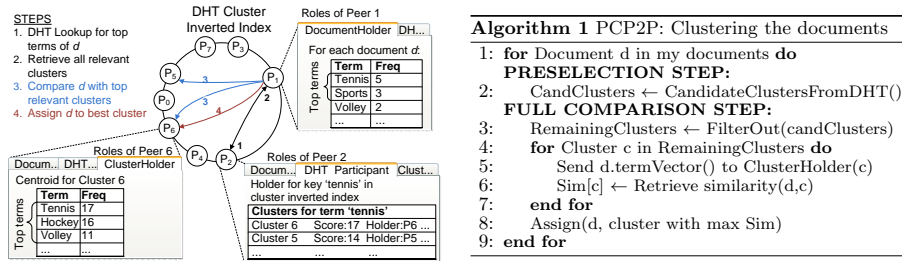 STEPS
1. DHT Lookup for top
terms of d
2. Retrieve all relevant
clusters
3. Compare d with top
relevant clusters
4. Assign d to best cluster
DHT Cluster
Inverted Index
P7
P3
P5
P1
P0
P6
P4
P2
3
3
4
2
1
Roles of Peer 1
DocumentHolder DH...
For each document d:
Top terms
Term Freq
Tennis 5
Sports 3
Volley 2
... ...
Roles of Peer 6
Docum.. DHT... ClusterHolder
Centroid for Cluster 6
Top terms
Term Freq
Tennis 17
Hockey 16
Volley 11
... ...
Roles of Peer 2
Docum... DHT Participant Clust...
Holder for key 'tennis' in
cluster inverted index
Clusters for term 'tennis'
Cluster 6 Score:17 Holder:P6 ...
Cluster 5 Score:14 Holder:P5 ...
... ... ...
Algorithm 1 PCP2P: Clustering the documents
1: for Document d in my documents do
PRESELECTION STEP:
2: CandClusters ← CandidateClustersFromDHT()
FULL COMPARISON STEP:
3: RemainingClusters ← FilterOut(candClusters)
4: for Cluster c in RemainingClusters do
5: Send d.termVector() to ClusterHolder(c)
6: Sim[c] ← Retrieve similarity(d,c)
7: end for
8: Assign(d, cluster with max Sim)
9: end for